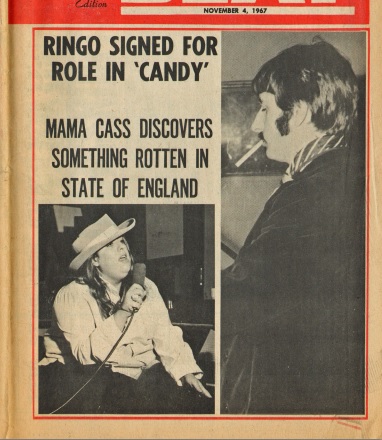 Edition
BEAT
NOVEMBER 4, 1967
RINGO SIGNED FOR
ROLE IN 'CANDY'
MAMA CASS DISCOVERS
SOMETHING ROTTEN IN
STATE OF ENGLAND